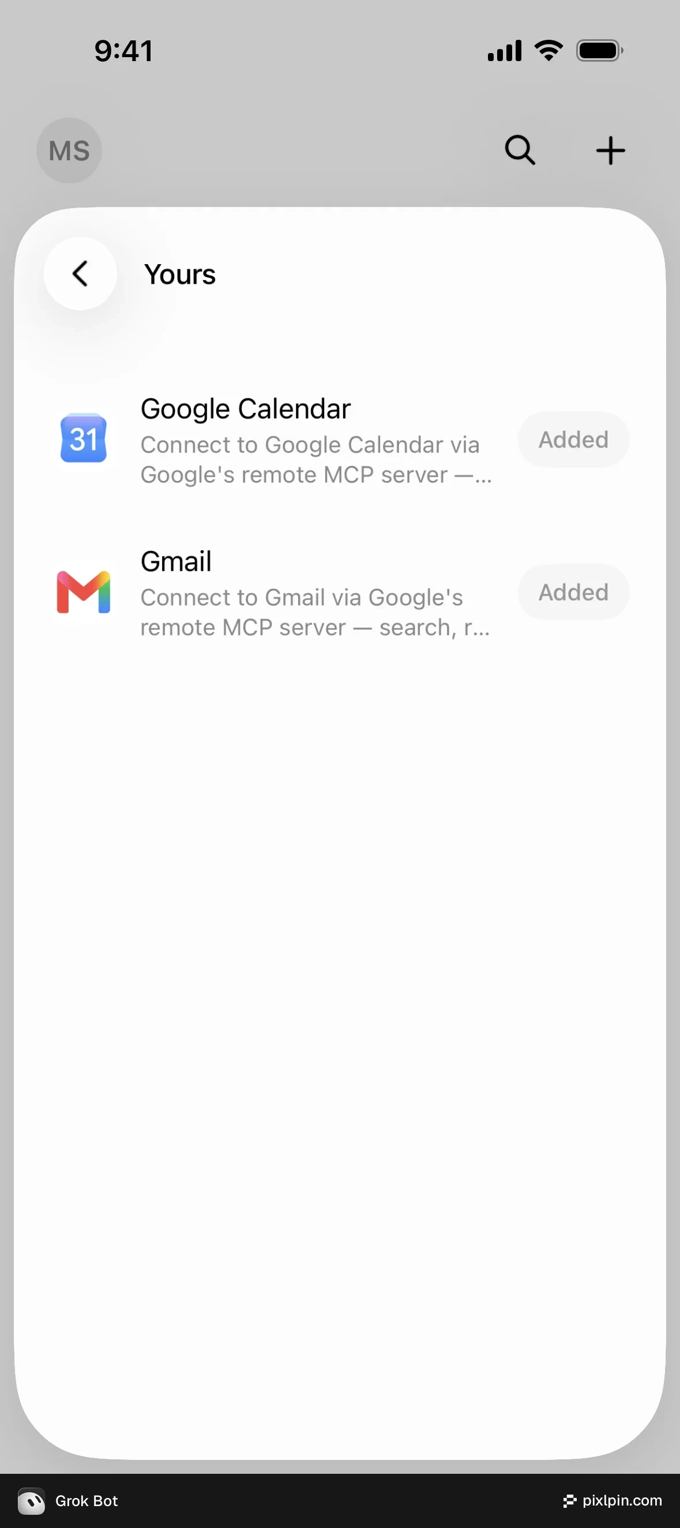 9:41
MS
Yours
31
Google Calendar
Connect to Google Calendar via
Google's remote MCP server —...
Added
Gmail
Connect to Gmail via Google's
remote MCP server — search, r...
Added
Grok Bot
pixlpin.com